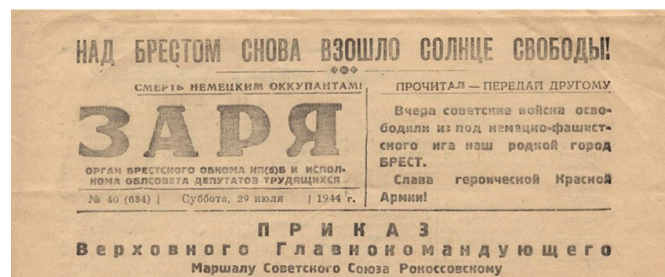 НАД БРЕСТОМ СНОВА ВЗОШЛО СОЛНЦЕ СВОБОДЫ!
СМЕРТЬ НЕМЕЦКИМ ОККУПАНТАМ!
ЗАРЯ
ОРГАН БРЕСТСКОГО ОБКОМА КП(б)Б И ИСПОЛ-
КОМА ОБЛСОВЕТА ДЕПУТАТОВ ТРУДЯЩИХСЯ
№ 40 (684) | Суббота, 29 июля | 1944 г.
ПРОЧИТАЛ — ПЕРЕДАЙ ДРУГОМУ
Вчера советские войска осво-
бодили из под немецко-фашист-
ского ига наш родной город
БРЕСТ.
Слава героической Красной
Армии!
ПРИКАЗ
Верховного Главнокомандующего
Маршалу Советского Союза Рокоссовскому